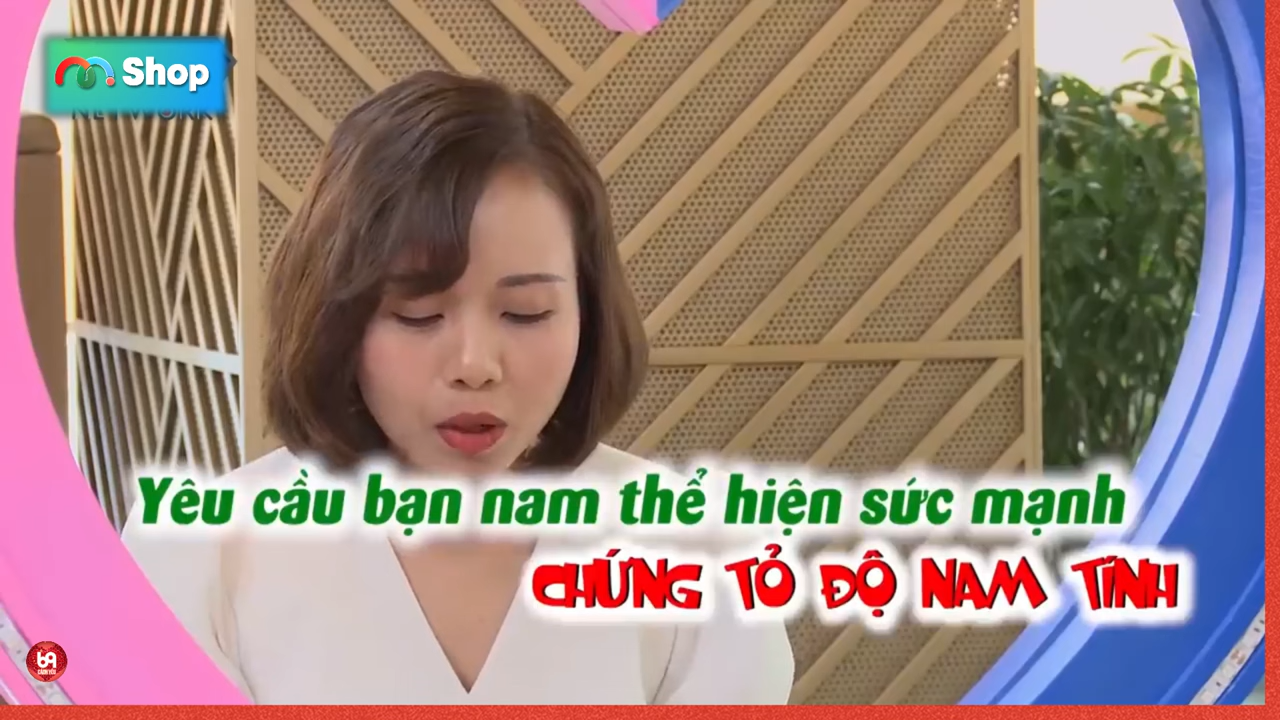 Shop
Yêu cầu bạn nam thể hiện sức mạnh
CHỨNG TỎ ĐỘ NAM TÍNH